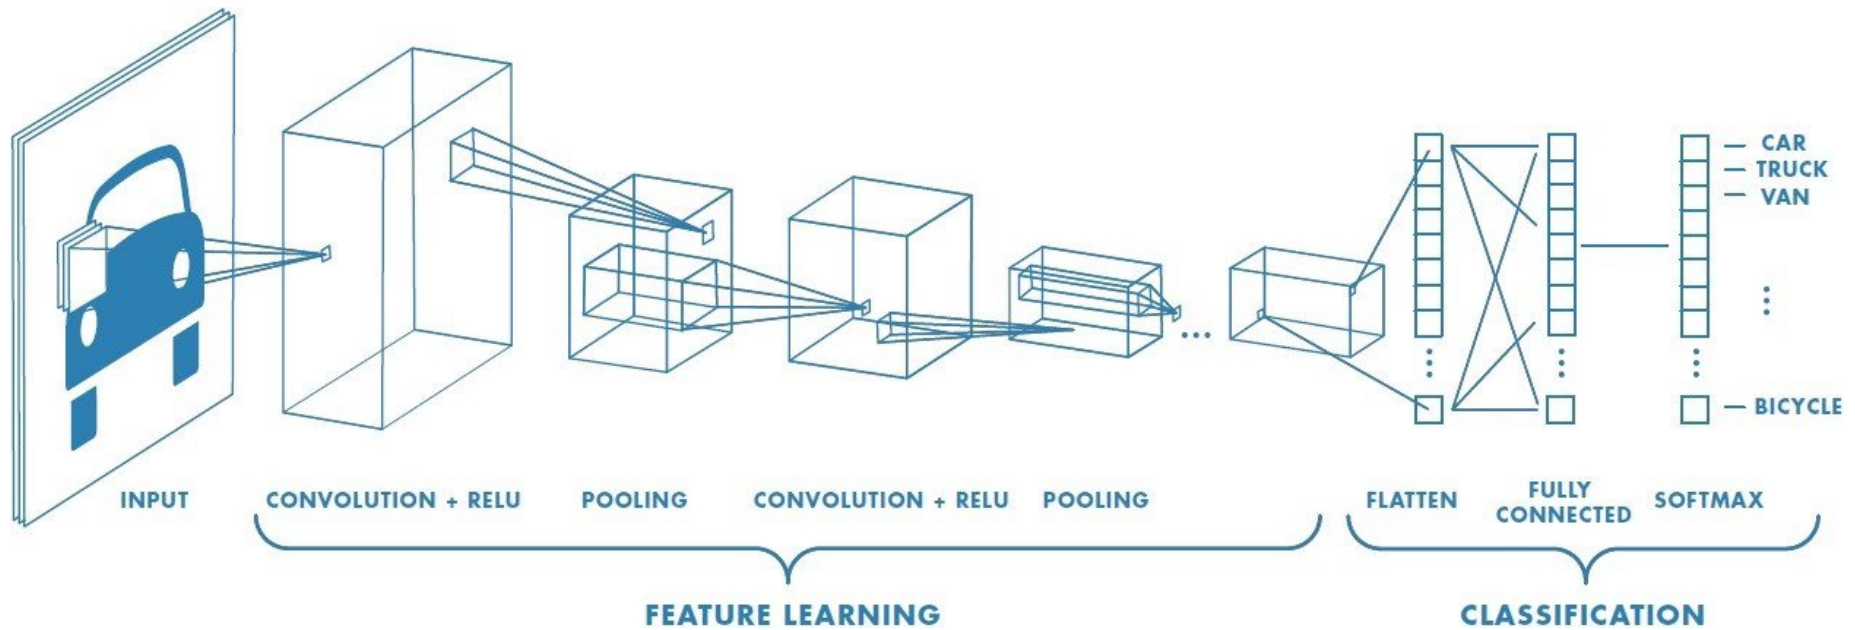 CAR
TRUCK
VAN
BICYCLE
INPUT
CONVOLUTION + RELU
POOLING
CONVOLUTION + RELU
POOLING
FLATTEN
FULLY
CONNECTED
SOFTMAX
FEATURE LEARNING
CLASSIFICATION